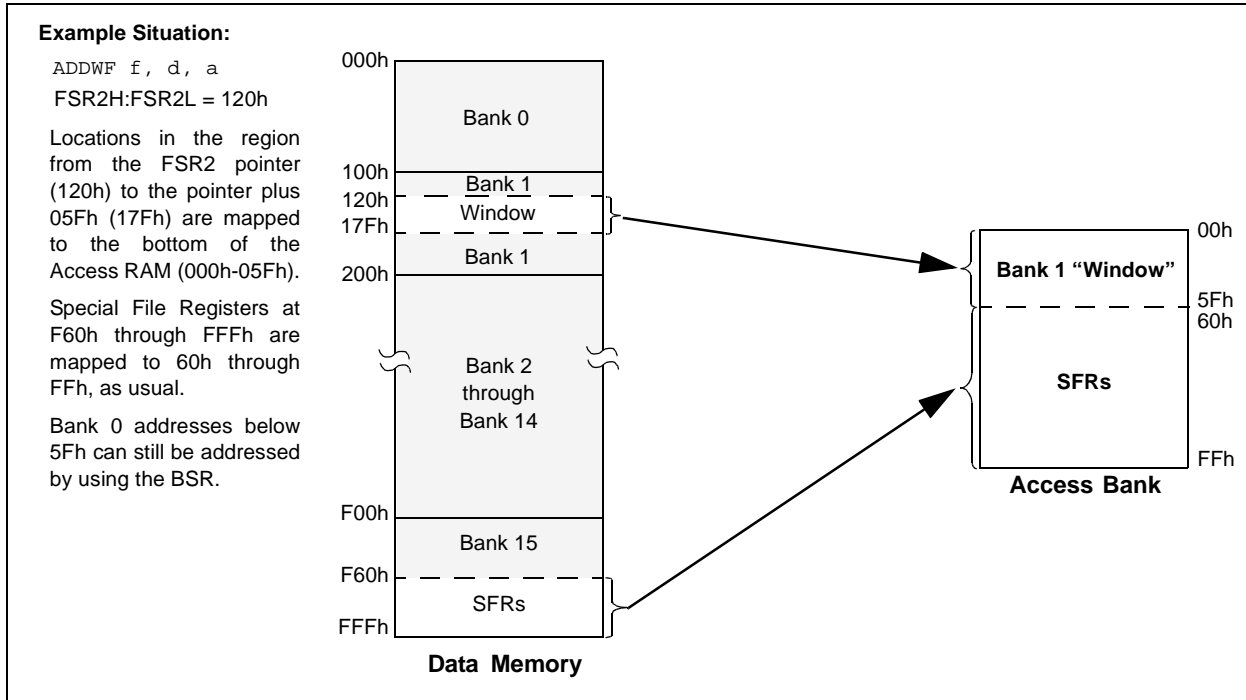 Example Situation:
ADDWF f, d, a
FSR2H:FSR2L = 120h
Locations in the region
from the FSR2 pointer
(120h) to the pointer plus
05Fh (17Fh) are mapped
to the bottom of the
Access RAM (000h-05Fh).
Special File Registers at
F60h through FFFh are
mapped to 60h through
FFh, as usual.
Bank 0 addresses below
5Fh can still be addressed
by using the BSR.
000h
Bank 0
100h
Bank 1
120h
Window
17Fh
Bank 1
200h
Bank 2
through
Bank 14
F00h
Bank 15
F60h
SFRs
FFFh
Data Memory
00h
Bank 1 “Window”
5Fh
60h
SFRs
FFh
Access Bank